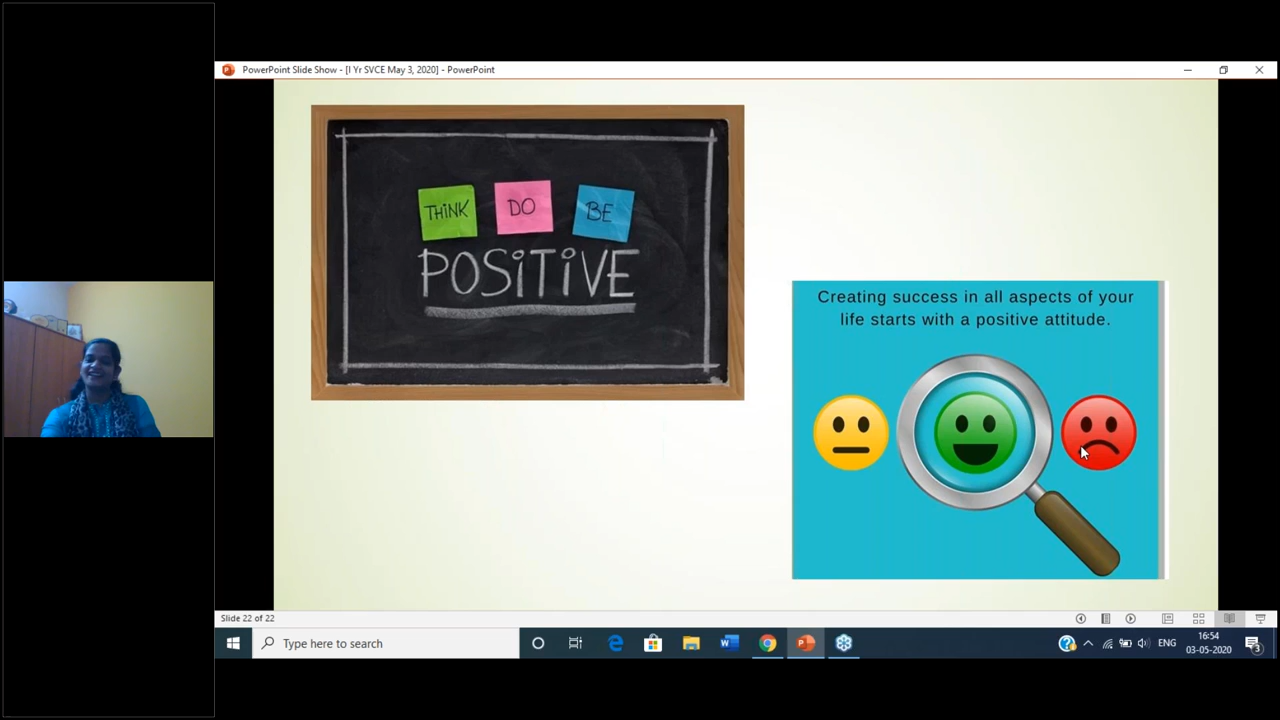 PowerPoint Slide Show - [I Yr SVCE May 3, 2020] - PowerPoint
THiNK DO BE
POSiTiVE
Creating success in all aspects of your
life starts with a positive attitude.
Slide 22 of 22
Type here to search
ENG
16:54
03-05-2020
3